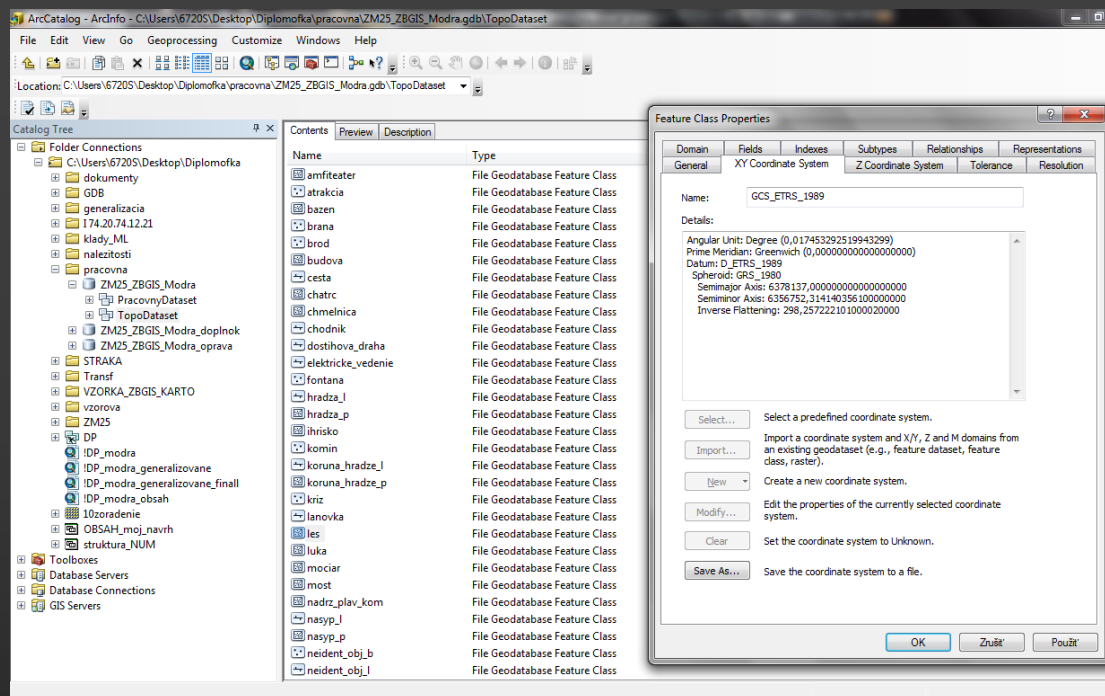 ArcCatalog - ArcInfo - C:\Users\6720S\Desktop\Diplomofka\pracovna\ZM25_ZBGIS_Modra.gdb\TopoDataset
File Edit View Go Geoprocessing Customize Windows Help
Location: C:\Users\6720S\Desktop\Diplomofka\pracovna\ZM25_ZBGIS_Modra.gdb\TopoDataset
Catalog Tree
Folder Connections
C:\Users\6720S\Desktop\Diplomofka
dokumenty
GDB
generalizacia
I 74.20.74.12.21
klady_ML
nalezitosti
pracovna
ZM25_ZBGIS_Modra
PracovnyDataset
TopoDataset
ZM25_ZBGIS_Modra_doplnok
ZM25_ZBGIS_Modra_oprava
STRAKA
Transf
VZORKA_ZBGIS_KARTO
vzorova
ZM25
DP
!DP_modra
!DP_modra_generalizovane
!DP_modra_generalizovane_finall
!DP_modra_obsah
10zoradenie
OBSAH_moj_navrh
struktura_NUM
Toolboxes
Database Servers
Database Connections
GIS Servers
Contents Preview Description
Name Type
amfiteater File Geodatabase Feature Class
atrakcia File Geodatabase Feature Class
bazen File Geodatabase Feature Class
brana File Geodatabase Feature Class
brod File Geodatabase Feature Class
budova File Geodatabase Feature Class
cesta File Geodatabase Feature Class
chatrc File Geodatabase Feature Class
chmelnica File Geodatabase Feature Class
chodnik File Geodatabase Feature Class
dostihova_draha File Geodatabase Feature Class
elektricke_vedenie File Geodatabase Feature Class
fontana File Geodatabase Feature Class
hradza_l File Geodatabase Feature Class
hradza_p File Geodatabase Feature Class
ihrisko File Geodatabase Feature Class
komin File Geodatabase Feature Class
koruna_hradze_l File Geodatabase Feature Class
koruna_hradze_p File Geodatabase Feature Class
kriz File Geodatabase Feature Class
lanovka File Geodatabase Feature Class
les File Geodatabase Feature Class
luka File Geodatabase Feature Class
mociar File Geodatabase Feature Class
most File Geodatabase Feature Class
nadrz_plav_kom File Geodatabase Feature Class
nasyp_l File Geodatabase Feature Class
nasyp_p File Geodatabase Feature Class
neident_obj_b File Geodatabase Feature Class
neident_obj_l File Geodatabase Feature Class
Feature Class Properties
Domain Fields Indexes Subtypes Relationships Representations
General XY Coordinate System Z Coordinate System Tolerance Resolution
Name: GCS_ETRS_1989
Details:
Angular Unit: Degree (0,017453292519943299)
Prime Meridian: Greenwich (0,000000000000000000)
Datum: D_ETRS_1989
Spheroid: GRS_1980
Semimajor Axis: 6378137,000000000000000000
Semiminor Axis: 6356752,314140356100000000
Inverse Flattening: 298,257222101000020000
Select... Select a predefined coordinate system.
Import... Import a coordinate system and X/Y, Z and M domains from
an existing geodataset (e.g., feature dataset, feature
class, raster).
New Create a new coordinate system.
Modify... Edit the properties of the currently selected coordinate
system.
Clear Set the coordinate system to Unknown.
Save As... Save the coordinate system to a file.
OK Zrušiť Použiť